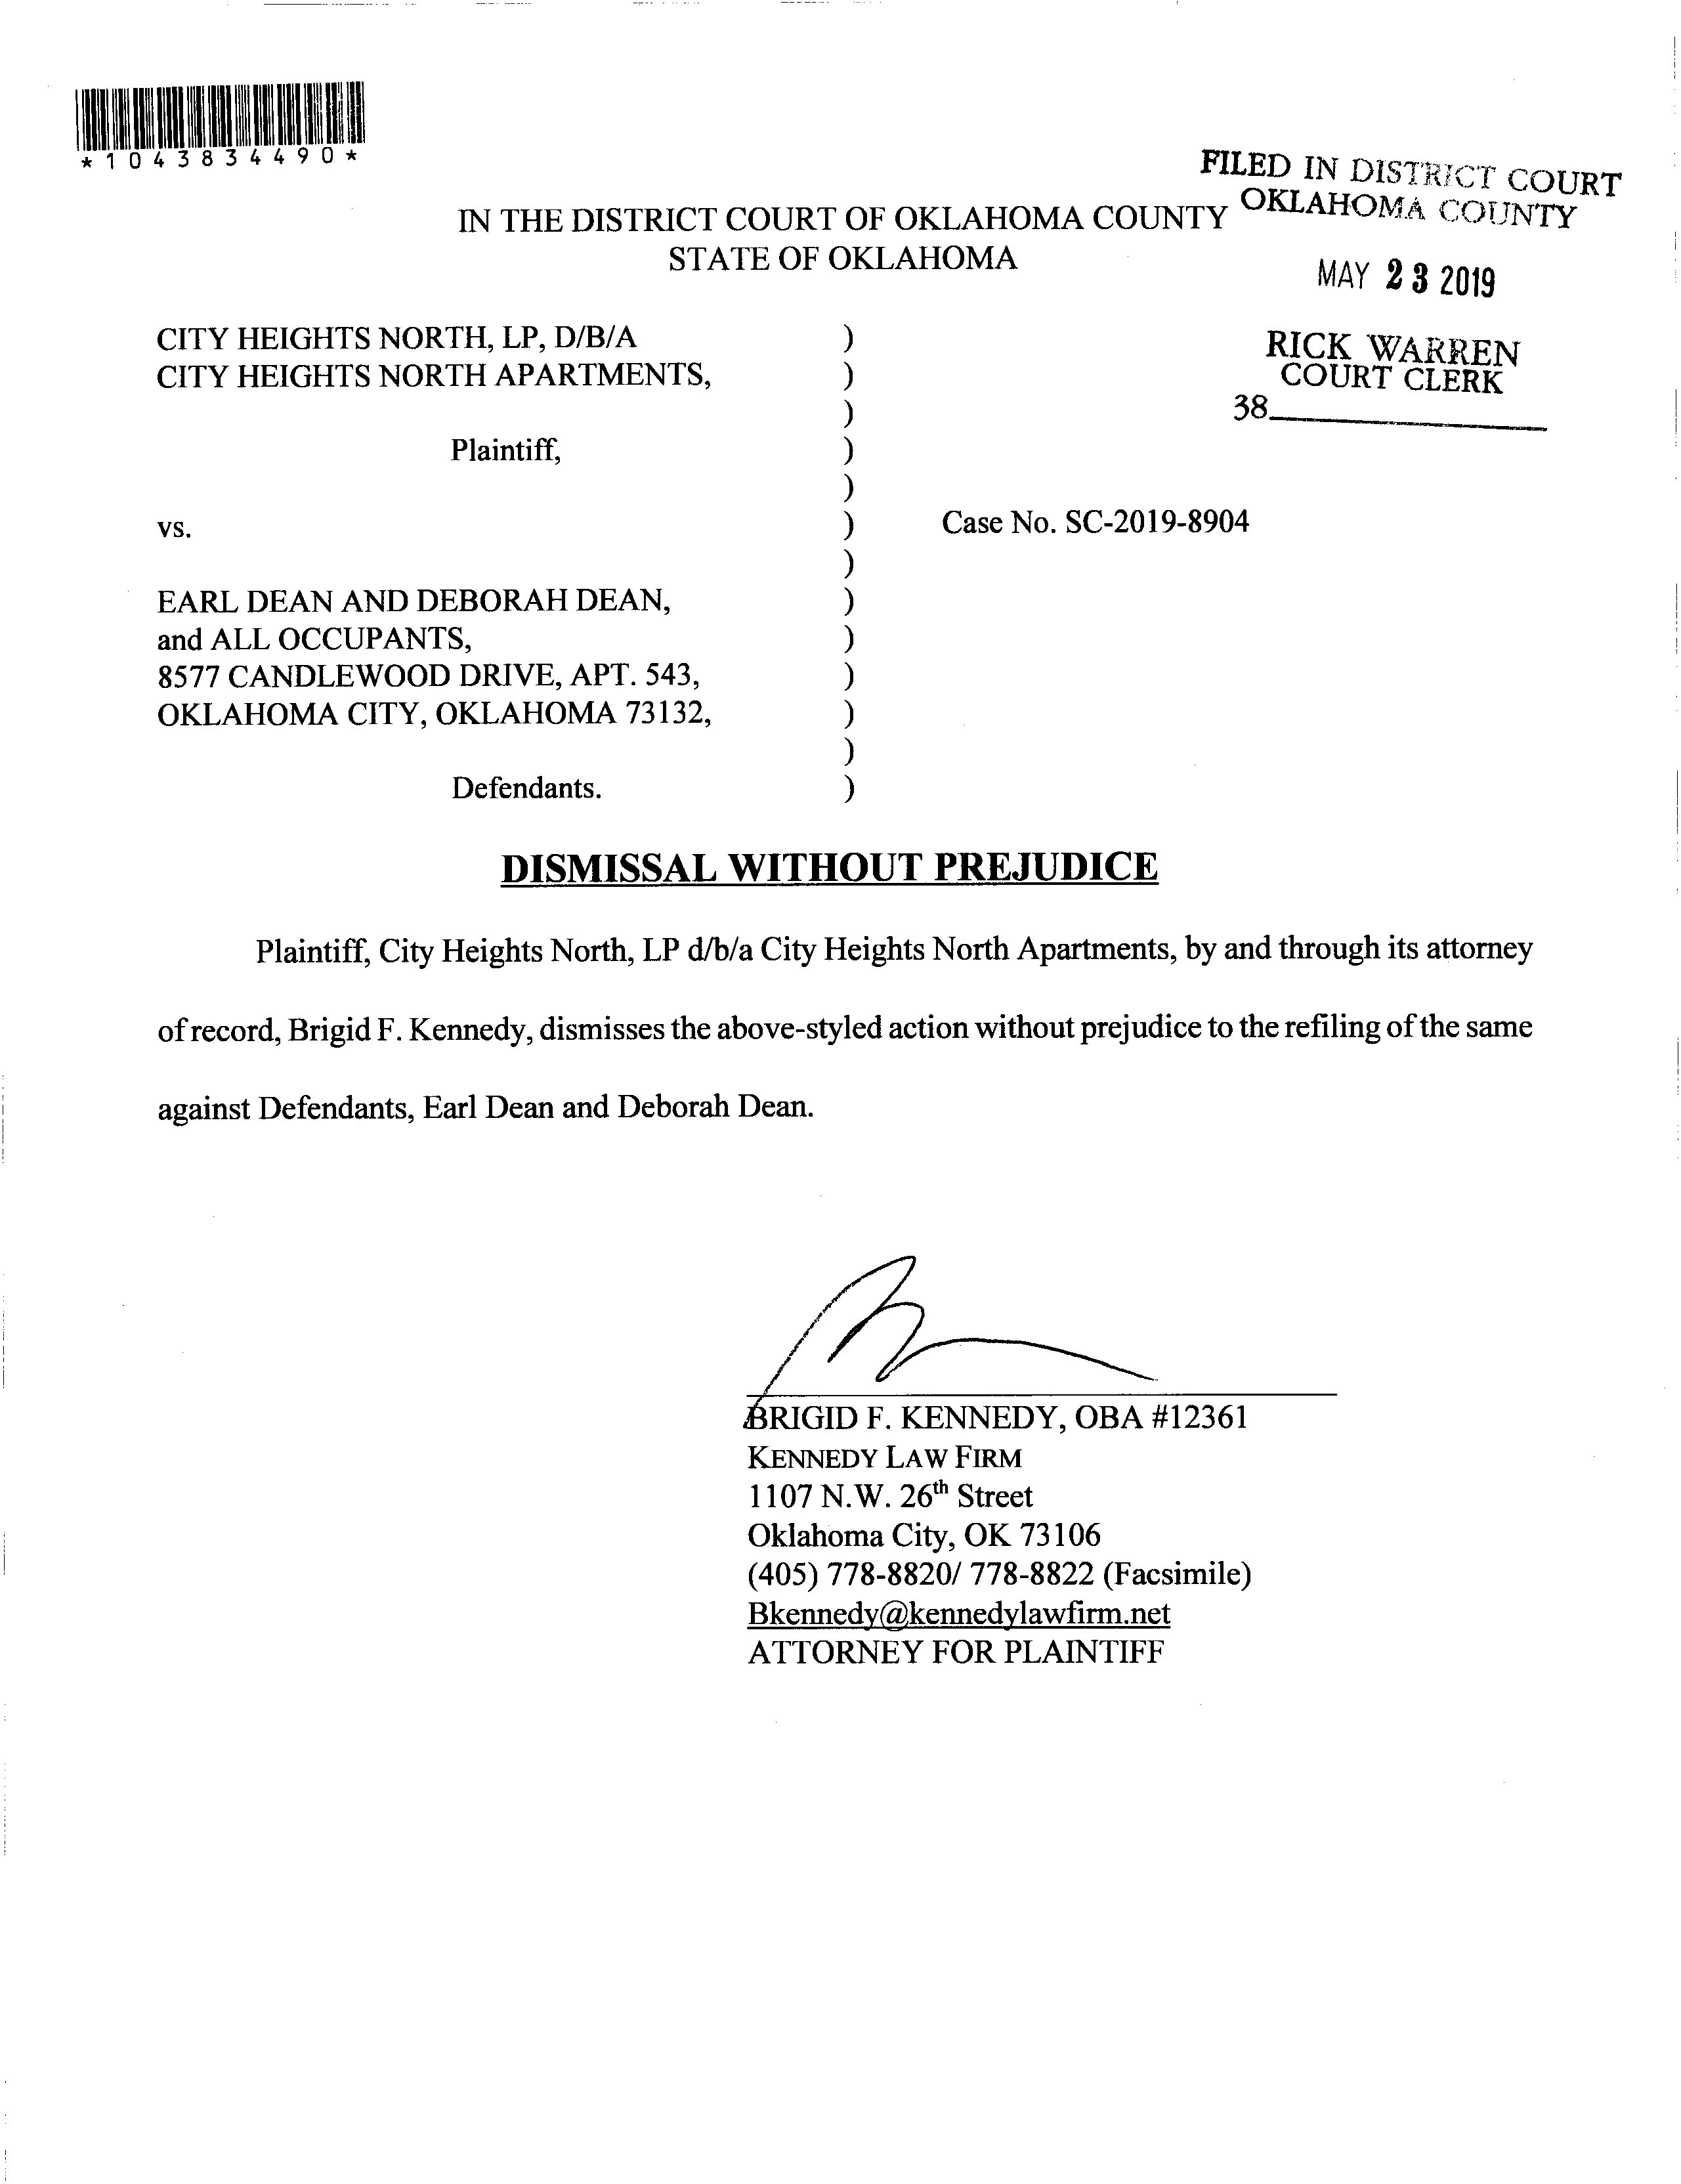 *1043834490*
FILED IN DISTRICT COURT
OKLAHOMA COUNTY
IN THE DISTRICT COURT OF OKLAHOMA COUNTY
STATE OF OKLAHOMA
MAY 23 2019
RICK WARREN
COURT CLERK
38
CITY HEIGHTS NORTH, LP, D/B/A )
CITY HEIGHTS NORTH APARTMENTS, )
)
Plaintiff, )
)
vs. ) Case No. SC-2019-8904
)
EARL DEAN AND DEBORAH DEAN, )
and ALL OCCUPANTS, )
8577 CANDLEWOOD DRIVE, APT. 543, )
OKLAHOMA CITY, OKLAHOMA 73132, )
)
Defendants. )
DISMISSAL WITHOUT PREJUDICE
Plaintiff, City Heights North, LP d/b/a City Heights North Apartments, by and through its attorney
of record, Brigid F. Kennedy, dismisses the above-styled action without prejudice to the refiling of the same
against Defendants, Earl Dean and Deborah Dean.
BRIGID F. KENNEDY, OBA #12361
KENNEDY LAW FIRM
1107 N.W. 26th Street
Oklahoma City, OK 73106
(405) 778-8820/ 778-8822 (Facsimile)
Bkennedy@kennedylawfirm.net
ATTORNEY FOR PLAINTIFF